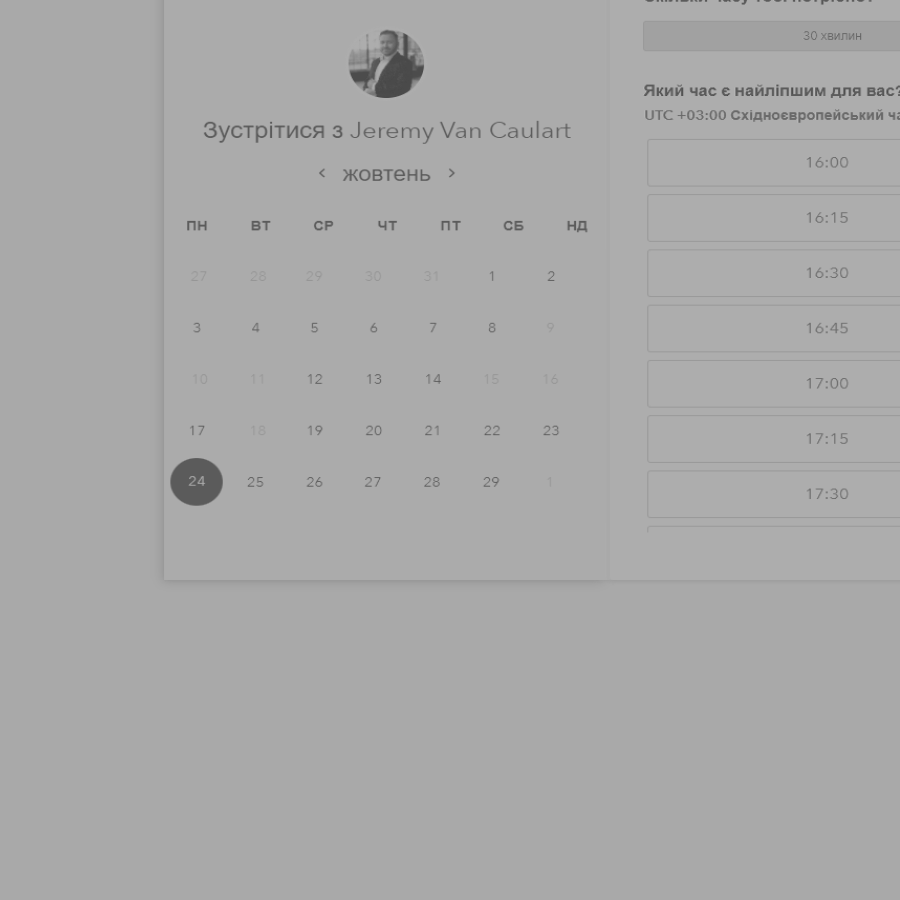 Зустрітися з Jeremy Van Caulart
< жовтень >
ПН ВТ СР ЧТ ПТ СБ НД
27 28 29 30 31 1 2
3 4 5 6 7 8 9
10 11 12 13 14 15 16
17 18 19 20 21 22 23
24 25 26 27 28 29 1
30 хвилин
Який час є найліпшим для вас?
UTC +03:00 Східноєвропейський
16:00
16:15
16:30
16:45
17:00
17:15
17:30